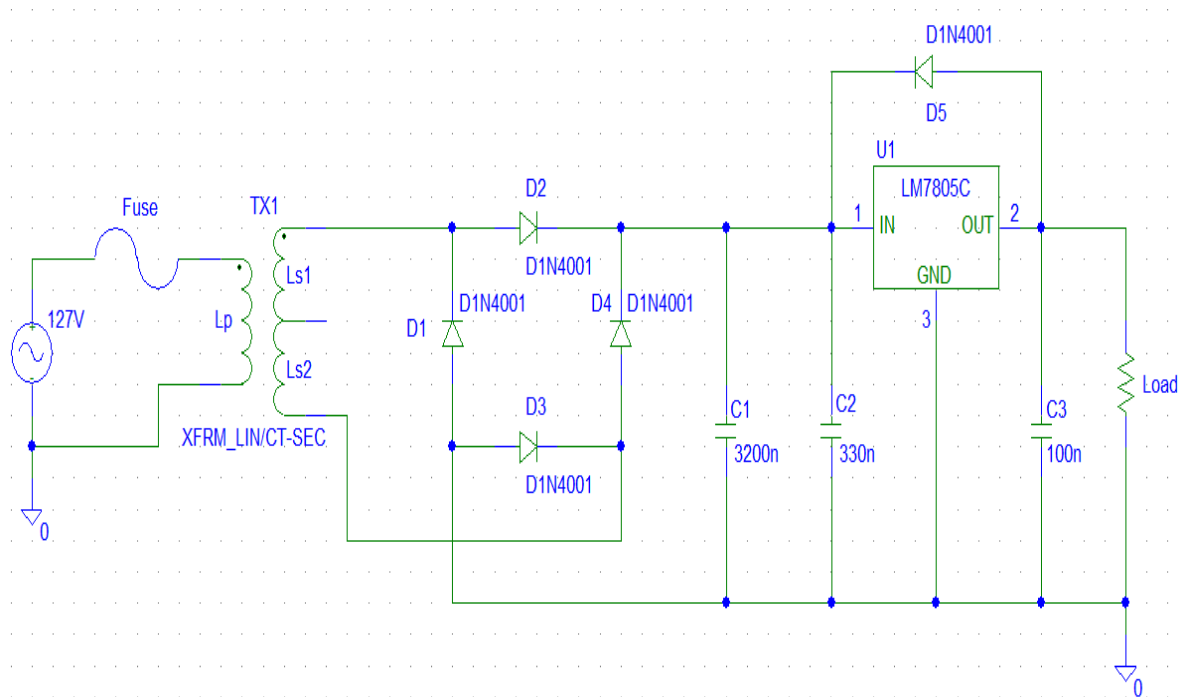 D1N4001
D5
U1
LM7805C
1
IN
OUT
2
GND
3
D2
D1N4001
Fuse
TX1
Ls1
Lp
Ls2
127V
XFRM_LIN/CT-SEC
D1N4001
D1
D4
D1N4001
D3
D1N4001
C1
3200n
C2
330n
C3
100n
Load
0
0